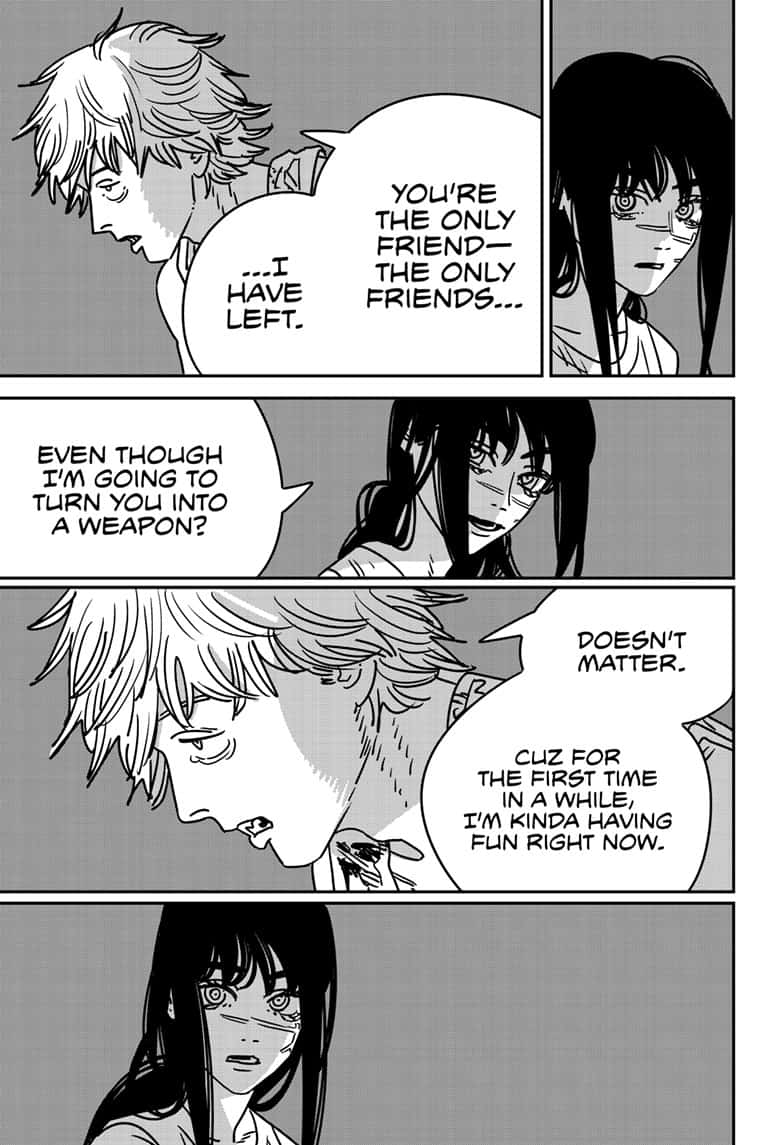 YOU'RE
THE ONLY
FRIEND—
THE ONLY
FRIENDS...
...I
HAVE
LEFT.
EVEN THOUGH
I'M GOING TO
TURN YOU INTO
A WEAPON?
DOESN'T
MATTER.
CUZ FOR
THE FIRST TIME
IN A WHILE,
I'M KINDA HAVING
FUN RIGHT NOW.